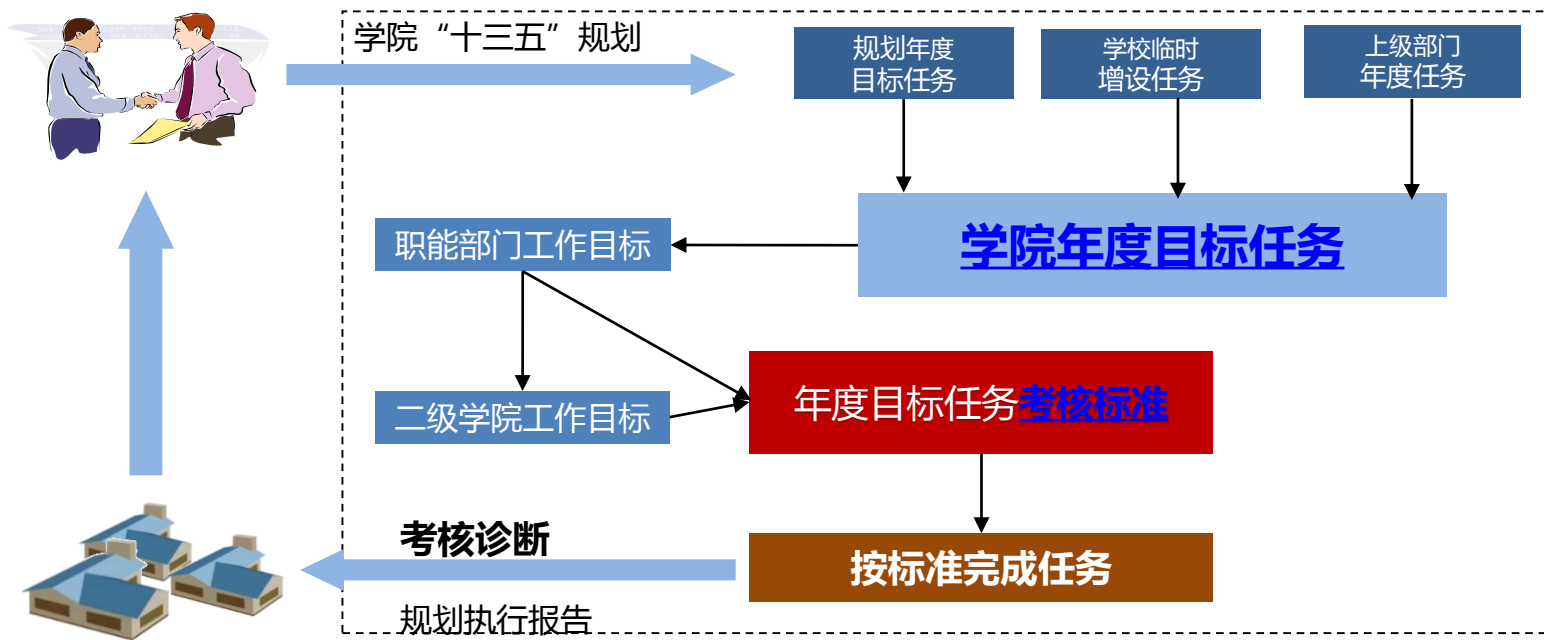 学院“十三五”规划
规划年度
目标任务
学校临时
增设任务
上级部门
年度任务
职能部门工作目标
学院年度目标任务
二级学院工作目标
年度目标任务考核标准
考核诊断
按标准完成任务
规划执行报告